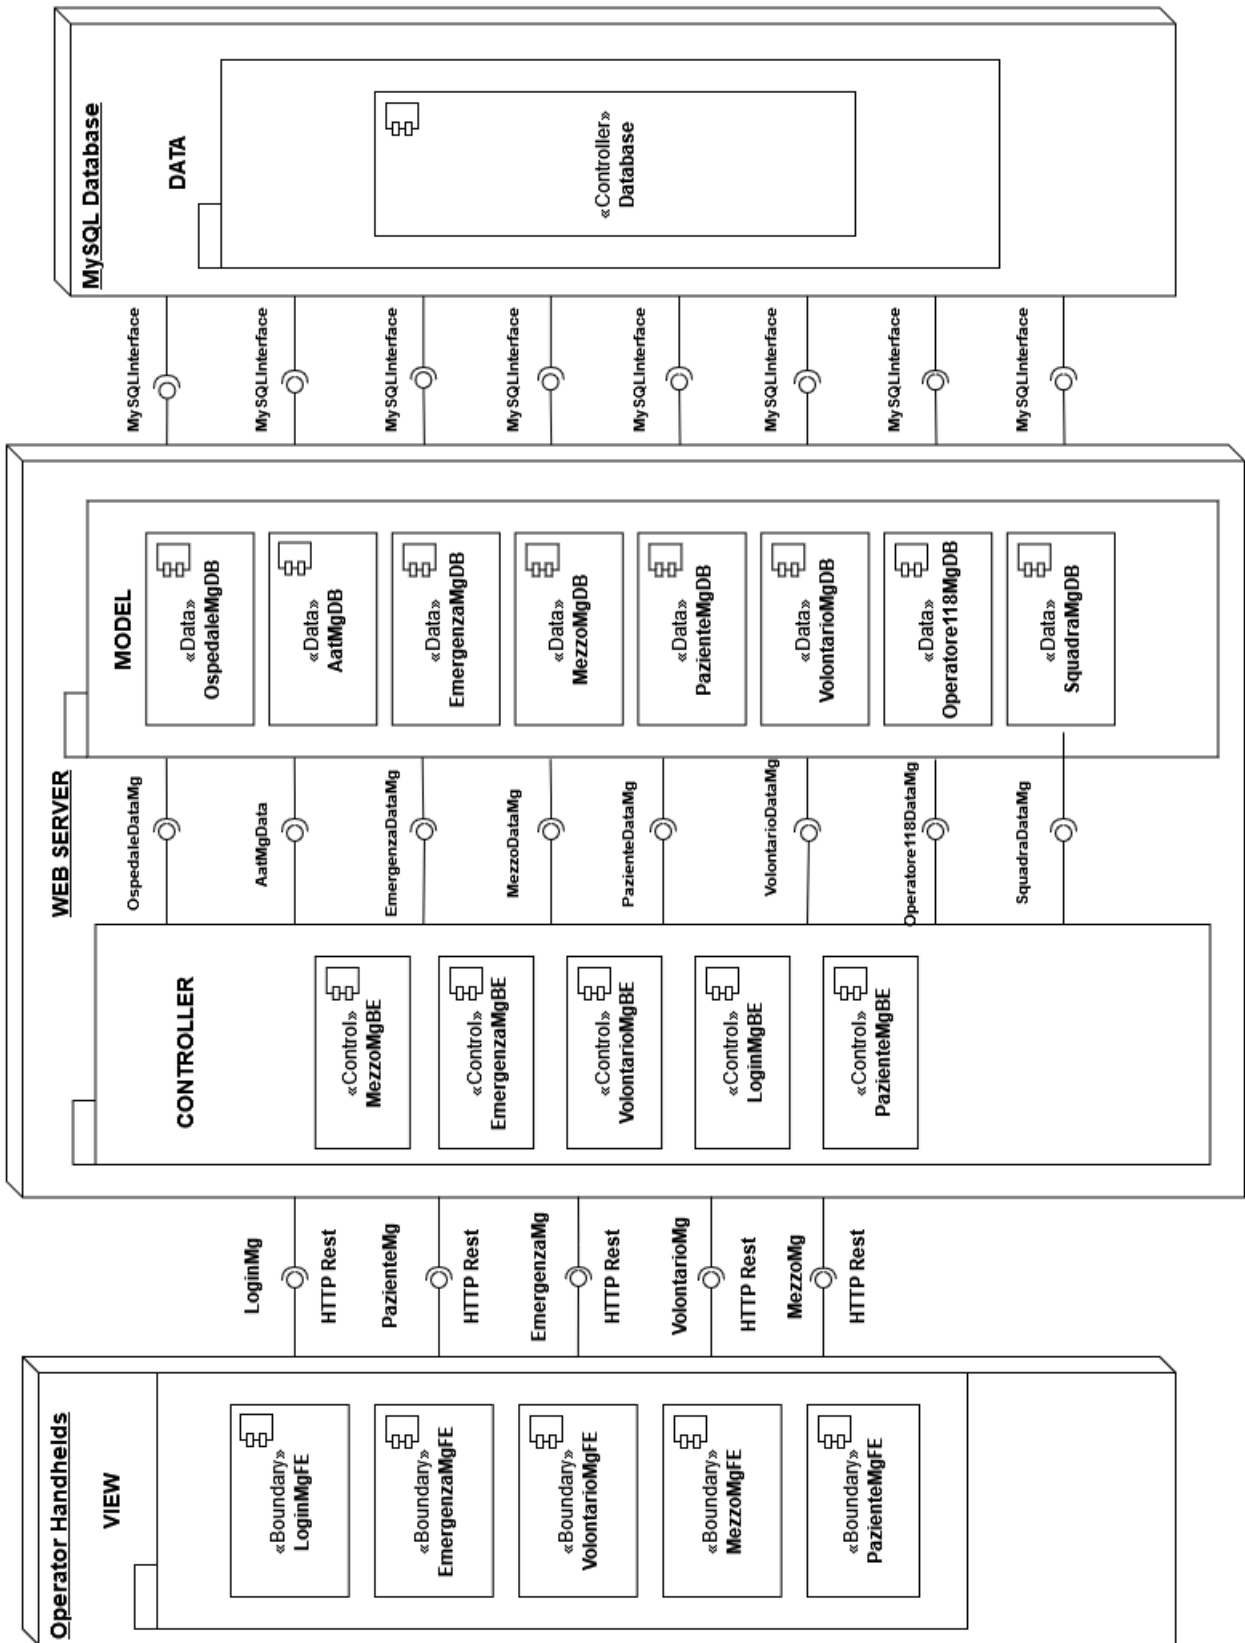 Operator Handhelds
VIEW
«Boundary»
LoginMgFE
«Boundary»
EmergenzaMgFE
«Boundary»
VolontarioMgFE
«Boundary»
MezzoMgFE
«Boundary»
PazienteMgFE
LoginMg
HTTP Rest
PazienteMg
HTTP Rest
EmergenzaMg
HTTP Rest
VolontarioMg
HTTP Rest
MezzoMg
HTTP Rest
WEB SERVER
CONTROLLER
«Control»
MezzoMgBE
«Control»
EmergenzaMgBE
«Control»
VolontarioMgBE
«Control»
LoginMgBE
«Control»
PazienteMgBE
OspedaleDataMg
AatMgData
EmergenzaDataMg
MezzoDataMg
PazienteDataMg
VolontarioDataMg
Operatore118DataMg
SquadraDataMg
MODEL
«Data»
OspedaleMgDB
«Data»
AatMgDB
«Data»
EmergenzaMgDB
«Data»
MezzoMgDB
«Data»
PazienteMgDB
«Data»
VolontarioMgDB
«Data»
Operatore118MgDB
«Data»
SquadraMgDB
MySQLInterface
MySQLInterface
MySQLInterface
MySQLInterface
MySQLInterface
MySQLInterface
MySQLInterface
MySQLInterface
MySQL Database
DATA
«Controller»
Database